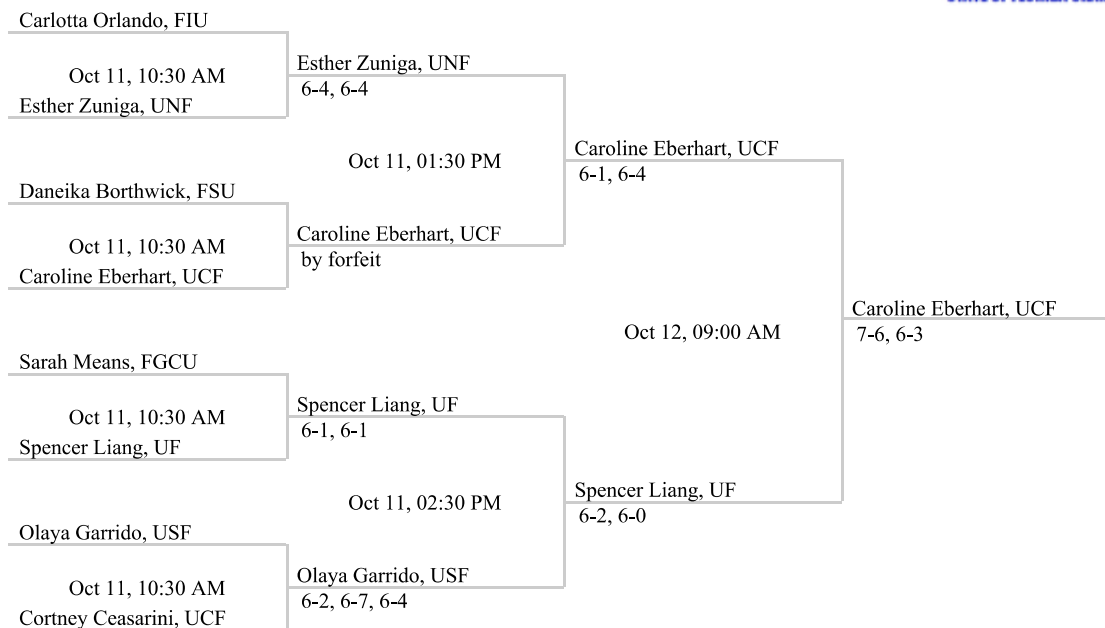 Carlotta Orlando, FIU
Oct 11, 10:30 AM
Esther Zuniga, UNF
Esther Zuniga, UNF
6-4, 6-4
Oct 11, 01:30 PM
Caroline Eberhart, UCF
6-1, 6-4
Daneika Borthwick, FSU
Oct 11, 10:30 AM
Caroline Eberhart, UCF
Caroline Eberhart, UCF
by forfeit
Oct 12, 09:00 AM
Caroline Eberhart, UCF
7-6, 6-3
Sarah Means, FGCU
Oct 11, 10:30 AM
Spencer Liang, UF
Spencer Liang, UF
6-1, 6-1
Oct 11, 02:30 PM
Spencer Liang, UF
6-2, 6-0
Olaya Garrido, USF
Oct 11, 10:30 AM
Cortney Ceasarini, UCF
Olaya Garrido, USF
6-2, 6-7, 6-4